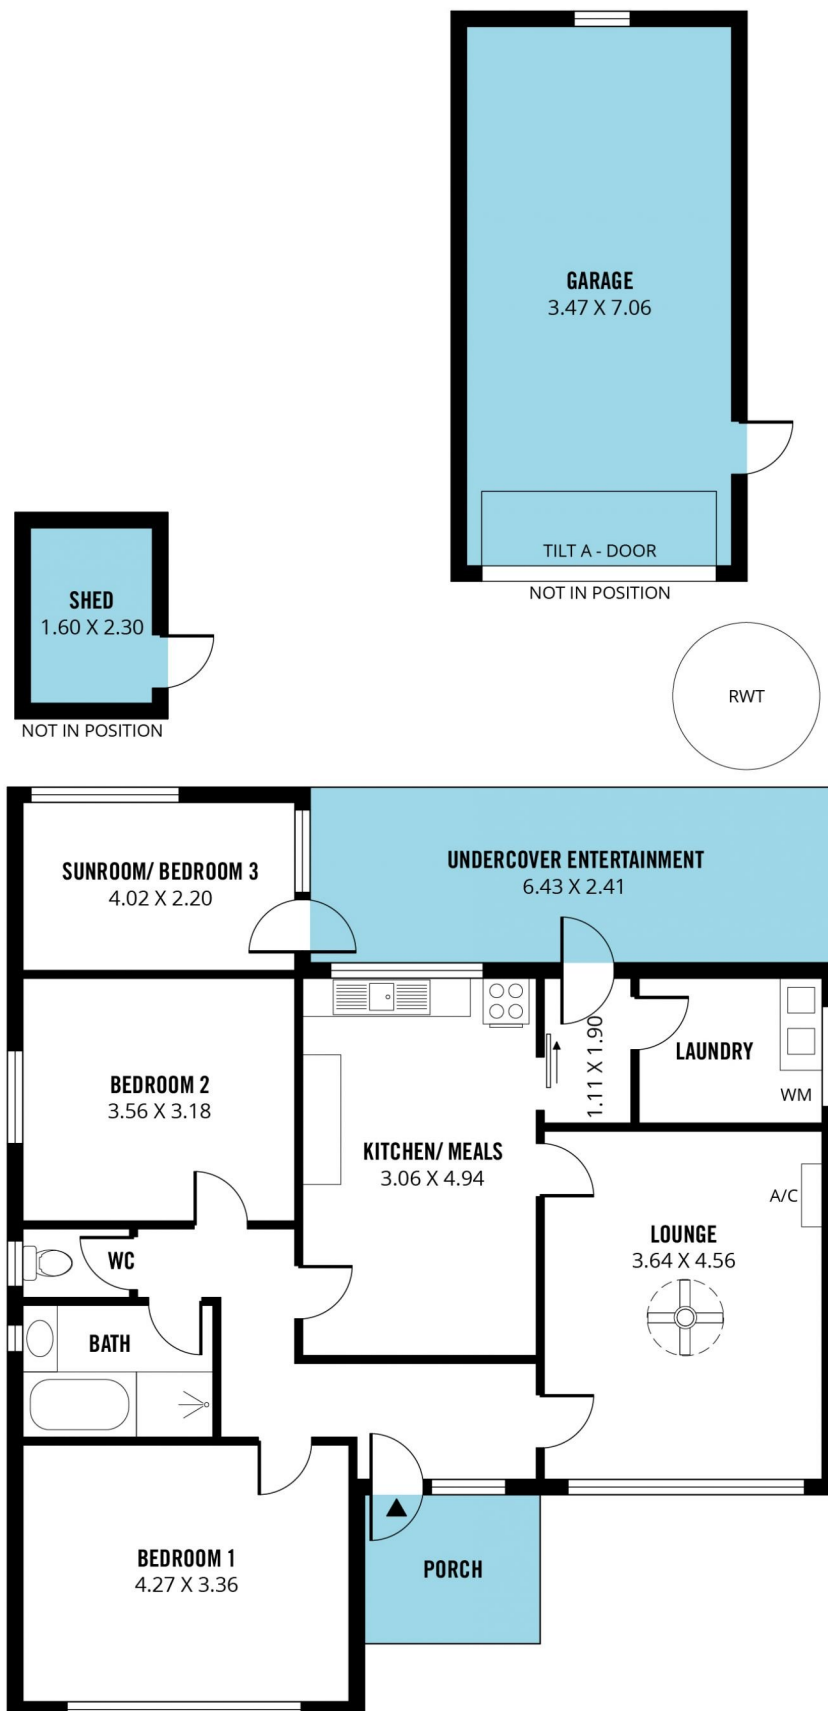 GARAGE
3.47 X 7.06
TILT A - DOOR
NOT IN POSITION
SHED
1.60 X 2.30
NOT IN POSITION
RWT
SUNROOM/ BEDROOM 3
4.02 X 2.20
UNDERCOVER ENTERTAINMENT
6.43 X 2.41
BEDROOM 2
3.56 X 3.18
KITCHEN/ MEALS
3.06 X 4.94
1.11 X 1.90
LAUNDRY
WM
A/C
LOUNGE
3.64 X 4.56
WC
BATH
BEDROOM 1
4.27 X 3.36
PORCH